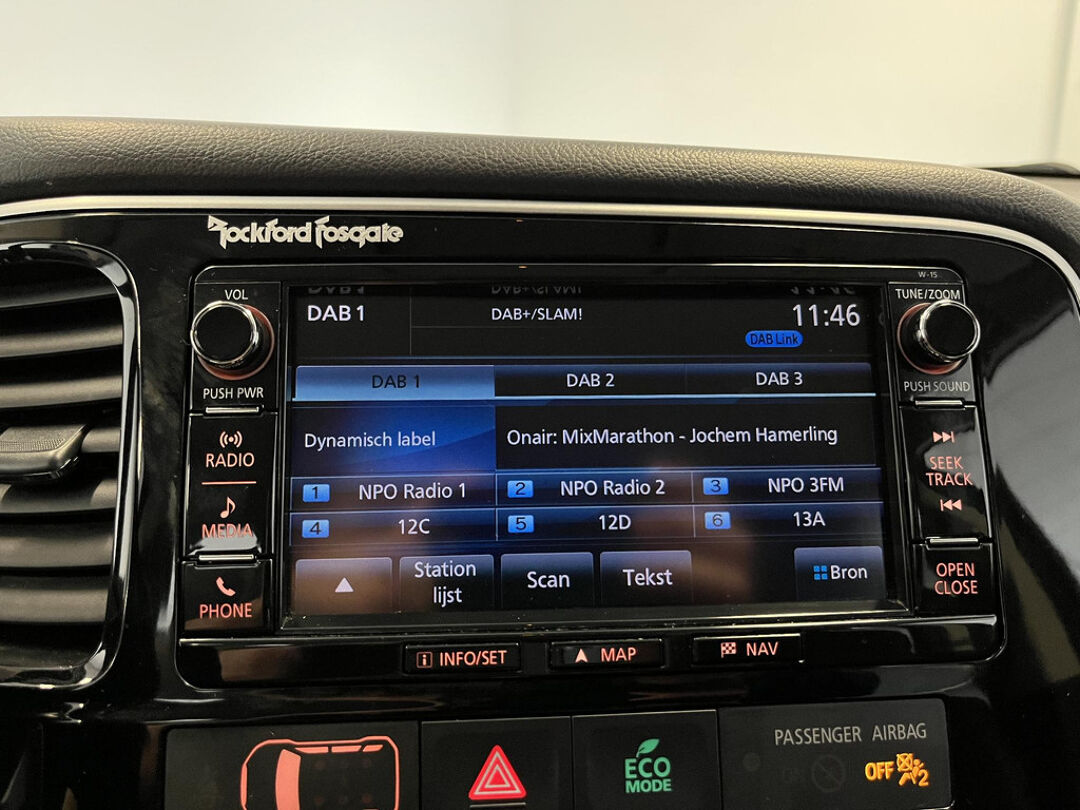 Rockford Fosgate
W-15
VOL
TUNE/ZOOM
DAB 1
DAB+/SLAM!
11:46
DAB Link
PUSH PWR
PUSH SOUND
DAB 1
DAB 2
DAB 3
Dynamisch label
Onair: MixMarathon - Jochem Hamerling
RADIO
SEEK
TRACK
1 NPO Radio 1
2 NPO Radio 2
3 NPO 3FM
MEDIA
4 12C
5 12D
6 13A
Station
lijst
Scan
Tekst
Bron
PHONE
OPEN
CLOSE
i INFO/SET
MAP
NAV
PASSENGER AIRBAG
ON
OFF
2
ECO
MODE